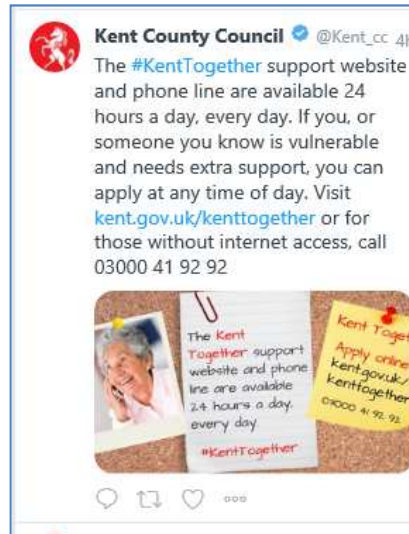 Kent County Council @Kent_cc 4h
The #KentTogether support website
and phone line are available 24
hours a day, every day. If you, or
someone you know is vulnerable
and needs extra support, you can
apply at any time of day. Visit
kent.gov.uk/kenttogether or for
those without internet access, call
03000 41 92 92
The Kent
Together support
website and phone
line are available
24 hours a day,
every day
#KentTogether
Kent Toget
Apply online
kent.gov.uk/
kenttogether
03000 41 92 92